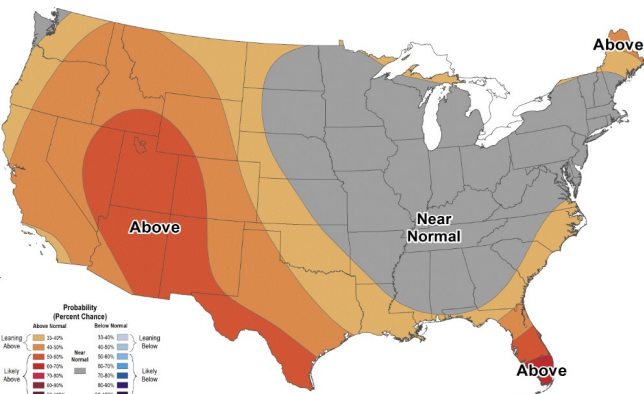 Above
Above
Near
Normal
Above
Probability
(Percent Chance)
Above Normal
Below Normal
Leaning
Above
33-40%
40-50%
50-60%
60-70%
70-80%
80-90%
Likely
Above
Near
Normal
33-40%
40-50%
50-60%
60-70%
70-80%
80-90%
Leaning
Below
Likely
Below